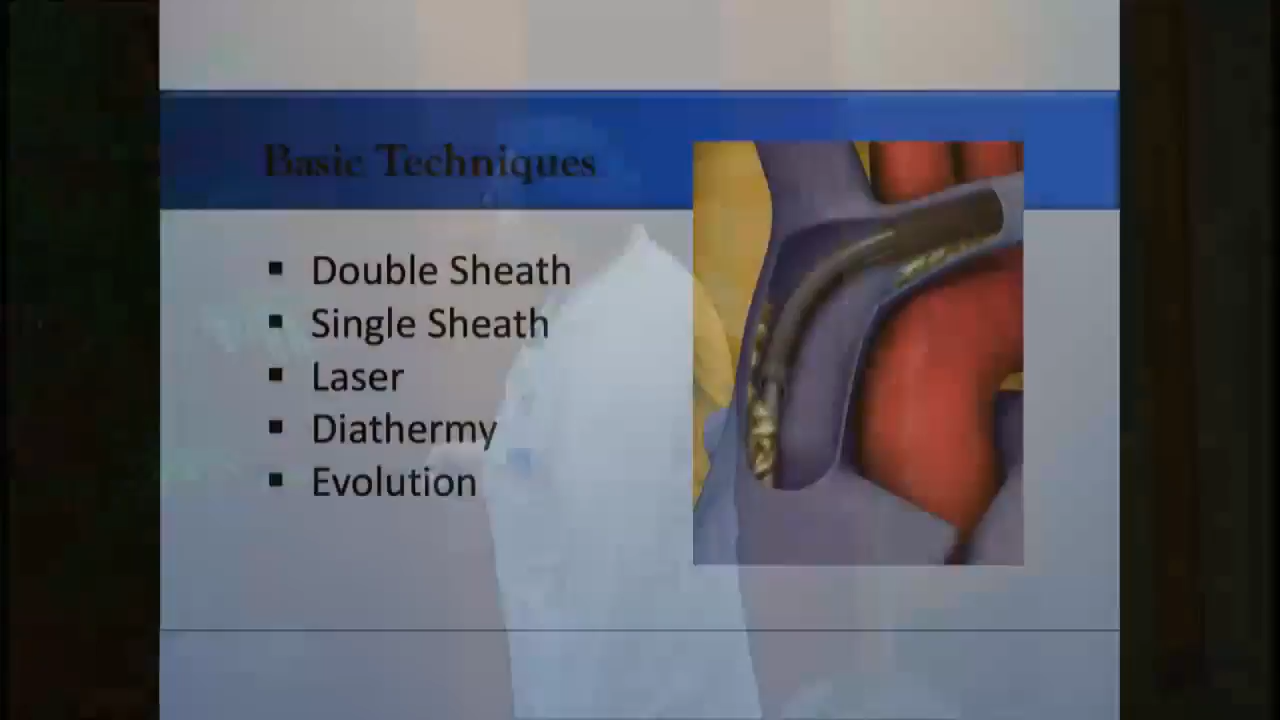 Basic Techniques
Double Sheath
Single Sheath
Laser
Diathermy
Evolution